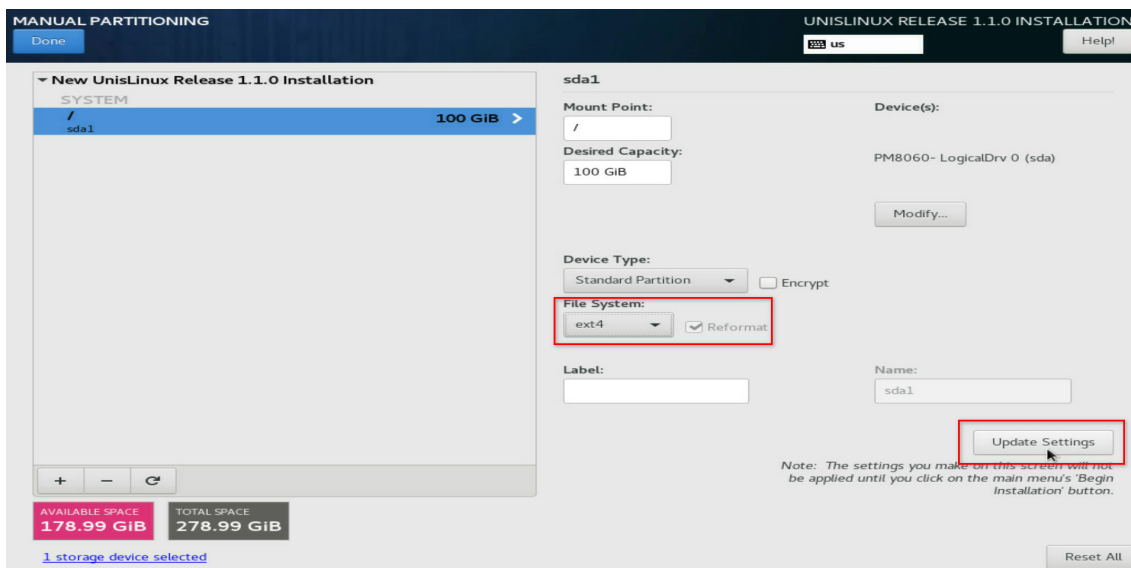 MANUAL PARTITIONING
UNISLINUX RELEASE 1.1.0 INSTALLATION
Done
us
Help!
New UnisLinux Release 1.1.0 Installation
SYSTEM
/
sda1
100 GiB
sda1
Mount Point:
/
Device(s):
Desired Capacity:
100 GiB
PM8060- LogicalDrv 0 (sda)
Modify...
Device Type:
Standard Partition
Encrypt
File System:
ext4
Reformat
Label:
Name:
sda1
Update Settings
Note: The settings you make on this screen will not
be applied until you click on the main menu's 'Begin
Installation' button.
+ −
AVAILABLE SPACE
178.99 GiB
TOTAL SPACE
278.99 GiB
1 storage device selected
Reset All